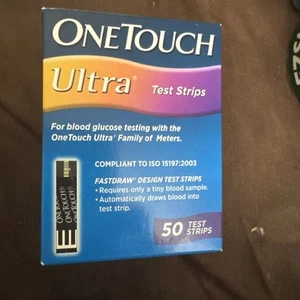 ONETOUCH
Ultra®
Test Strips
For blood glucose testing with the
OneTouch Ultra® Family of Meters.
COMPLIANT TO ISO 15197:2003
FASTDRAW® DESIGN TEST STRIPS
• Requires only a tiny blood sample.
• Automatically draws blood into
test strip.
ONETOUCH
ONETOUCH
50 TEST
STRIPS